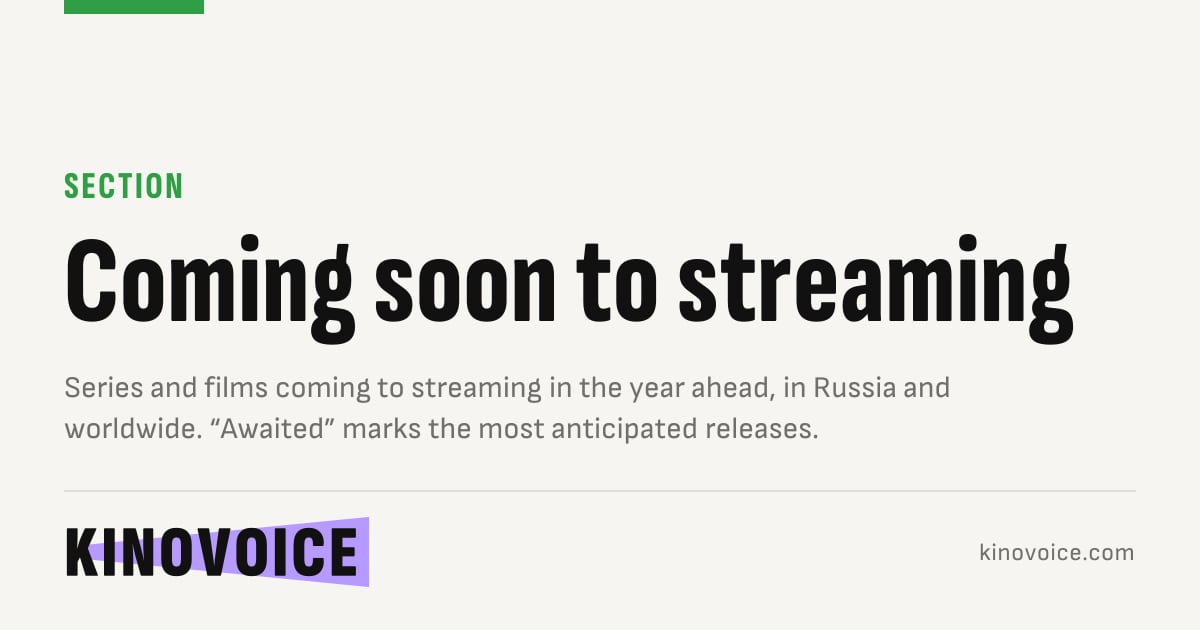 SECTION
Coming soon to streaming
Series and films coming to streaming in the year ahead, in Russia and
worldwide. “Awaited” marks the most anticipated releases.
KINOVOICE
kinovoice.com